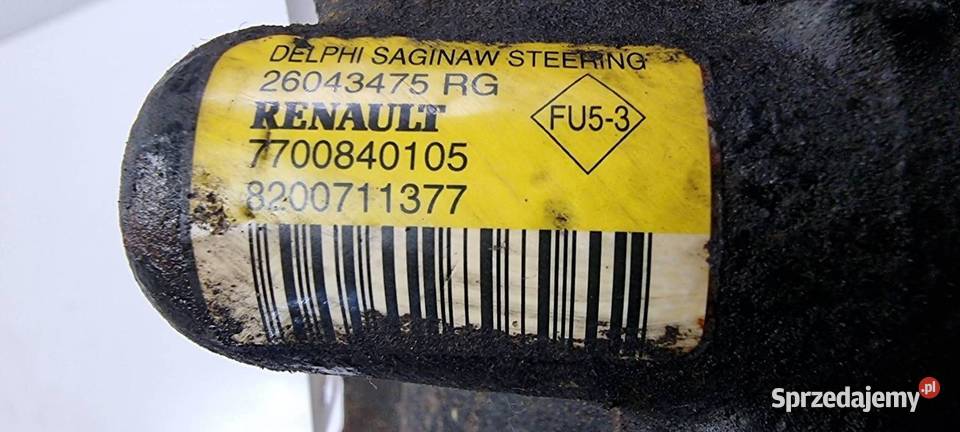 DELPHI SAGINAW STEERING
26043475 RG
RENAULT
FU5-3
7700840105
8200711377
Sprzedajemy.pl